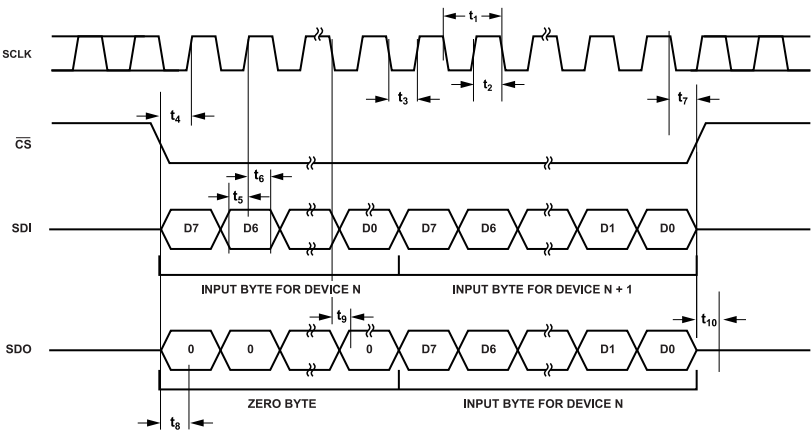 t1
SCLK
t3
t2
t4
t7
CS
t6
t5
SDI
D7 D6 D0 D7 D6 D1 D0
INPUT BYTE FOR DEVICE N
INPUT BYTE FOR DEVICE N + 1
t9
t10
SDO
0 0 0 D7 D6 D1 D0
ZERO BYTE
INPUT BYTE FOR DEVICE N
t8